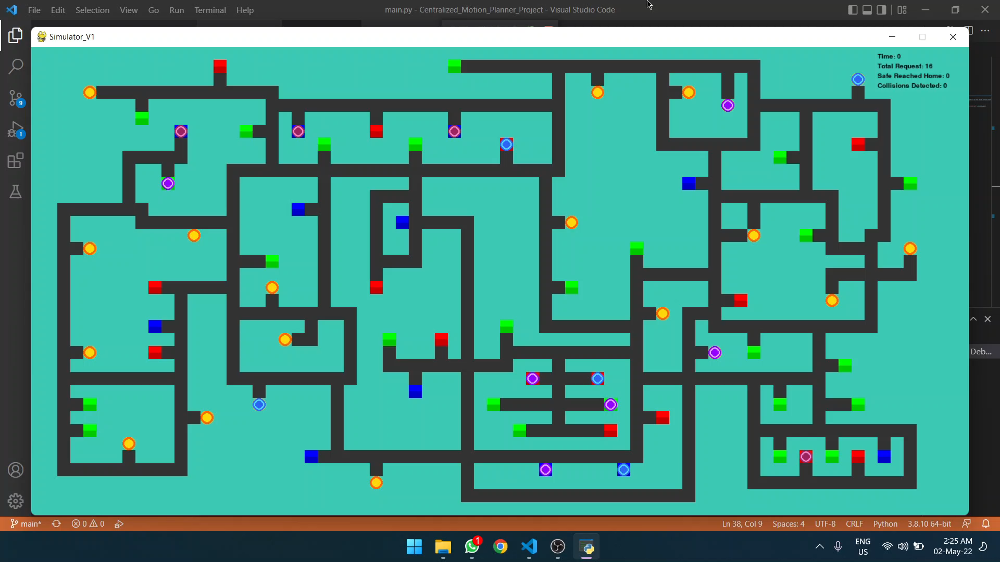 File Edit Selection View Go Run Terminal Help
main.py - Centralized_Motion_Planner_Project - Visual Studio Code
Simulator_V1
Time: 0
Total Request: 16
Safe Reached Home: 0
Collisions Detected: 0
9
1
Deb...
main* 0 0
Ln 38, Col 9 Spaces: 4 UTF-8 CRLF Python 3.8.10 64-bit
1
ENG
US
2:25 AM
02-May-22